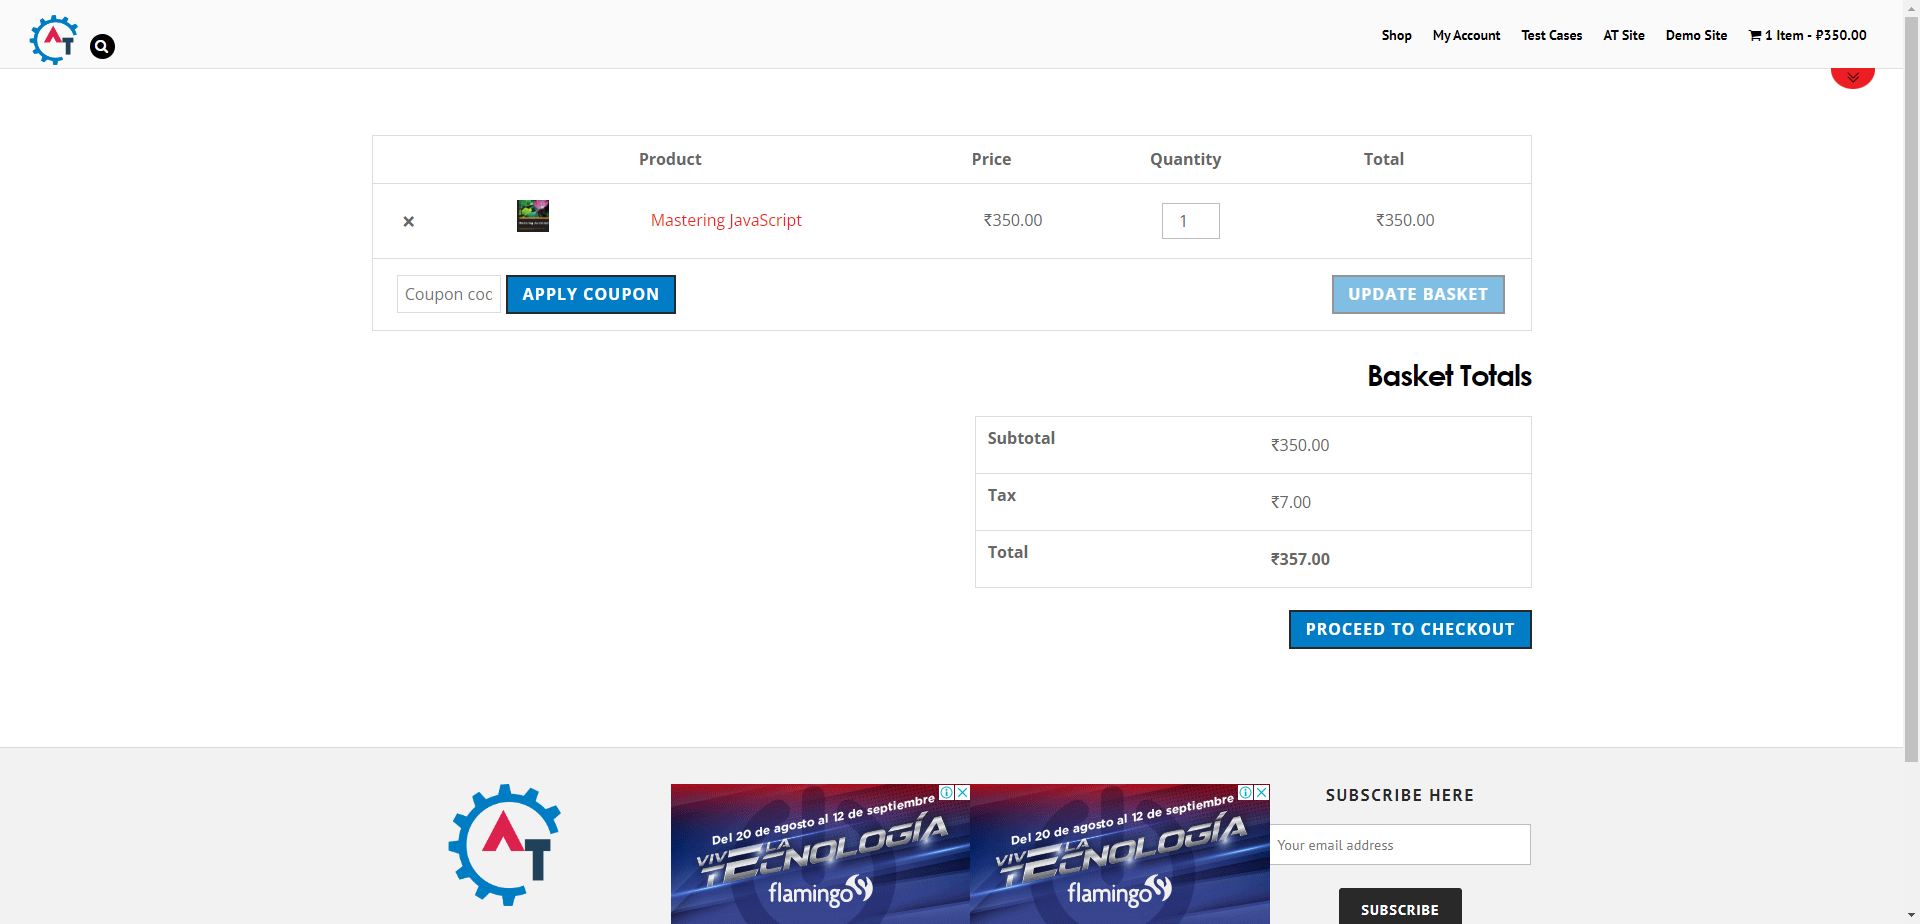 AT
Shop My Account Test Cases AT Site Demo Site 1 Item - ₽350.00
Product Price Quantity Total
× Mastering JavaScript ₹350.00 1 ₹350.00
Coupon coc APPLY COUPON UPDATE BASKET
Basket Totals
Subtotal ₹350.00
Tax ₹7.00
Total ₹357.00
PROCEED TO CHECKOUT
AT
Del 20 de agosto al 12 de septiembre
VIVE LA
TECNOLOGÍA
flamingo
Del 20 de agosto al 12 de septiembre
VIVE LA
TECNOLOGÍA
flamingo
SUBSCRIBE HERE
Your email address
SUBSCRIBE